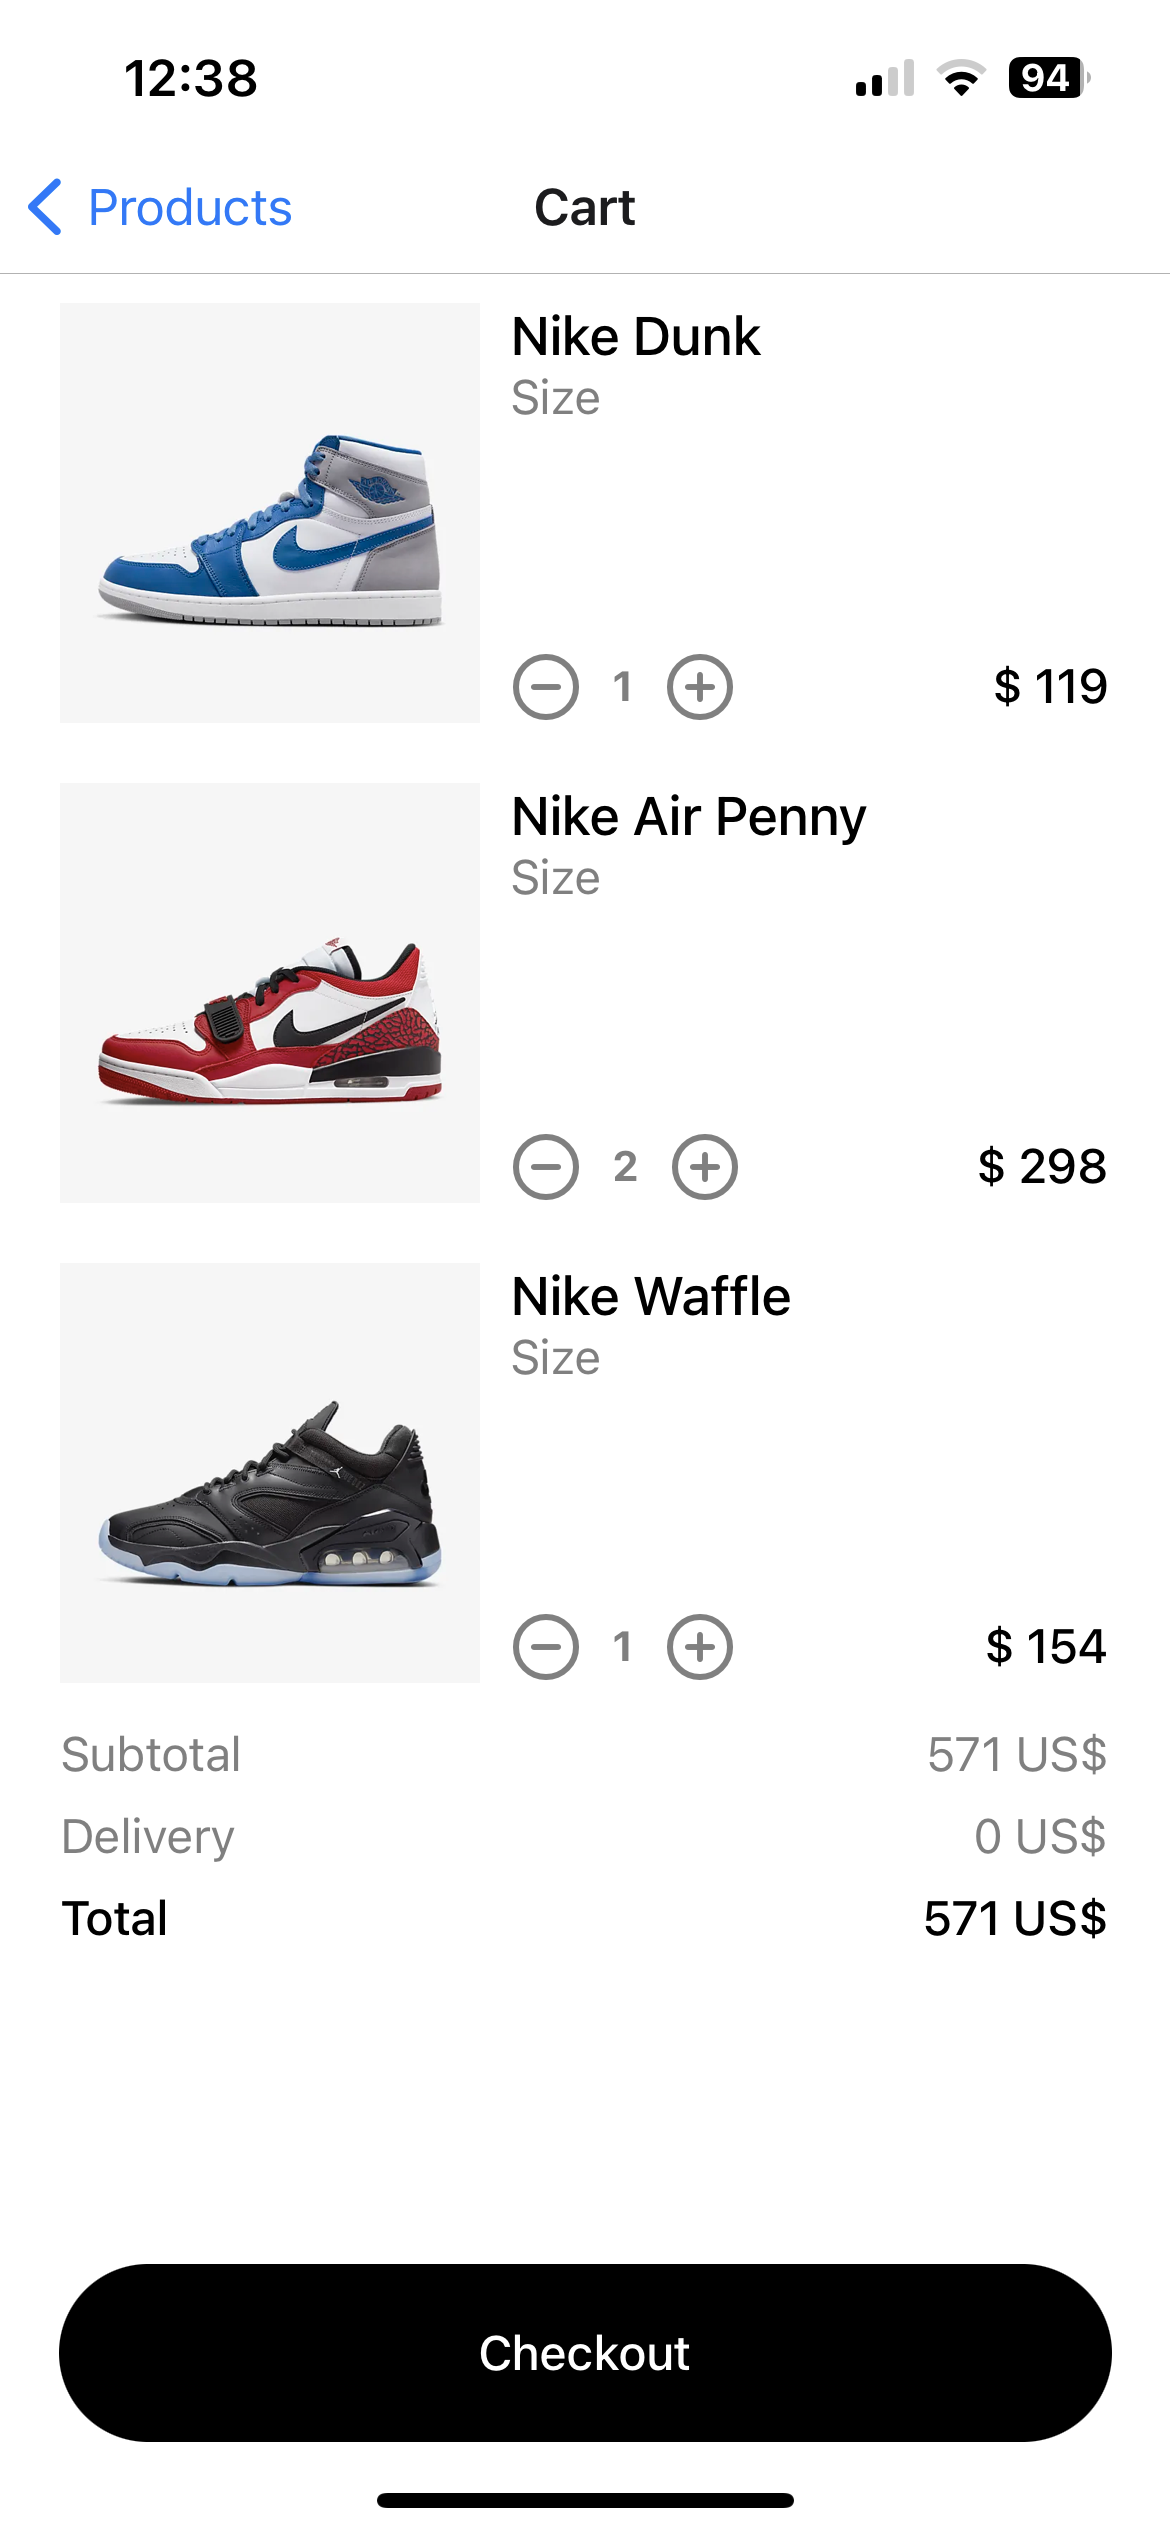 12:38
94
Products
Cart
Nike Dunk
Size
1
$ 119
Nike Air Penny
Size
2
$ 298
Nike Waffle
Size
1
$ 154
Subtotal
571 US$
Delivery
0 US$
Total
571 US$
Checkout